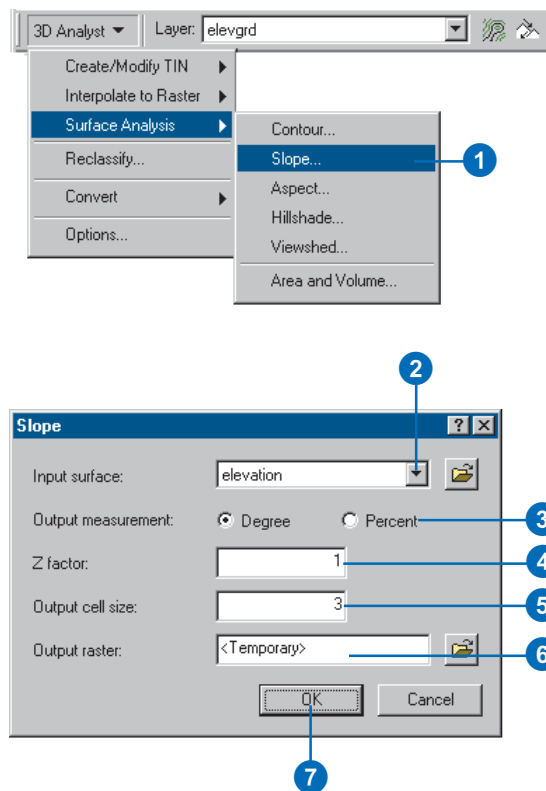 3D Analyst Layer: elevgrd
Create/Modify TIN
Interpolate to Raster
Surface Analysis
Reclassify...
Convert
Options...
Contour...
Slope... 1
Aspect...
Hillshade...
Viewshed...
Area and Volume...
2
Slope ? ×
Input surface: elevation
Output measurement: Degree Percent 3
Z factor: 1 4
Output cell size: 3 5
Output raster: <Temporary> 6
OK Cancel
7